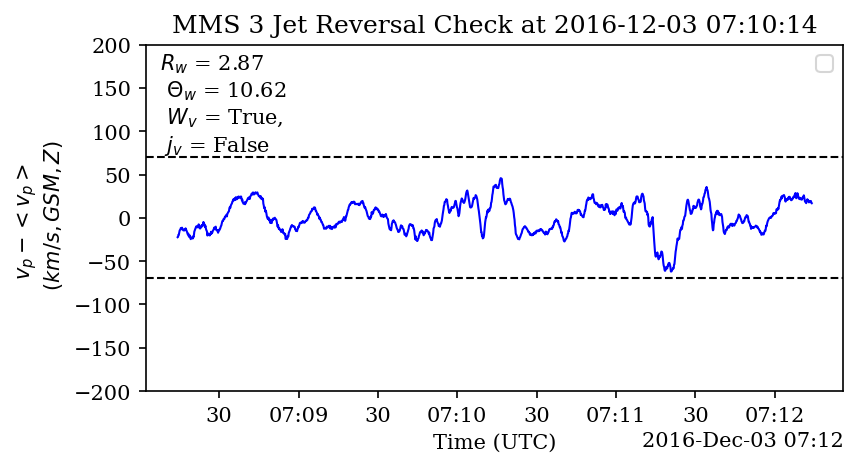 MMS 3 Jet Reversal Check at 2016-12-03 07:10:14
200
150
100
50
0
−50
−100
−150
−200
v_p − < v_p >
(km/s, GSM, Z)
R_w = 2.87
Θ_w = 10.62
W_v = True,
j_v = False
30 07:09 30 07:10 30 07:11 30 07:12
Time (UTC)
2016-Dec-03 07:12